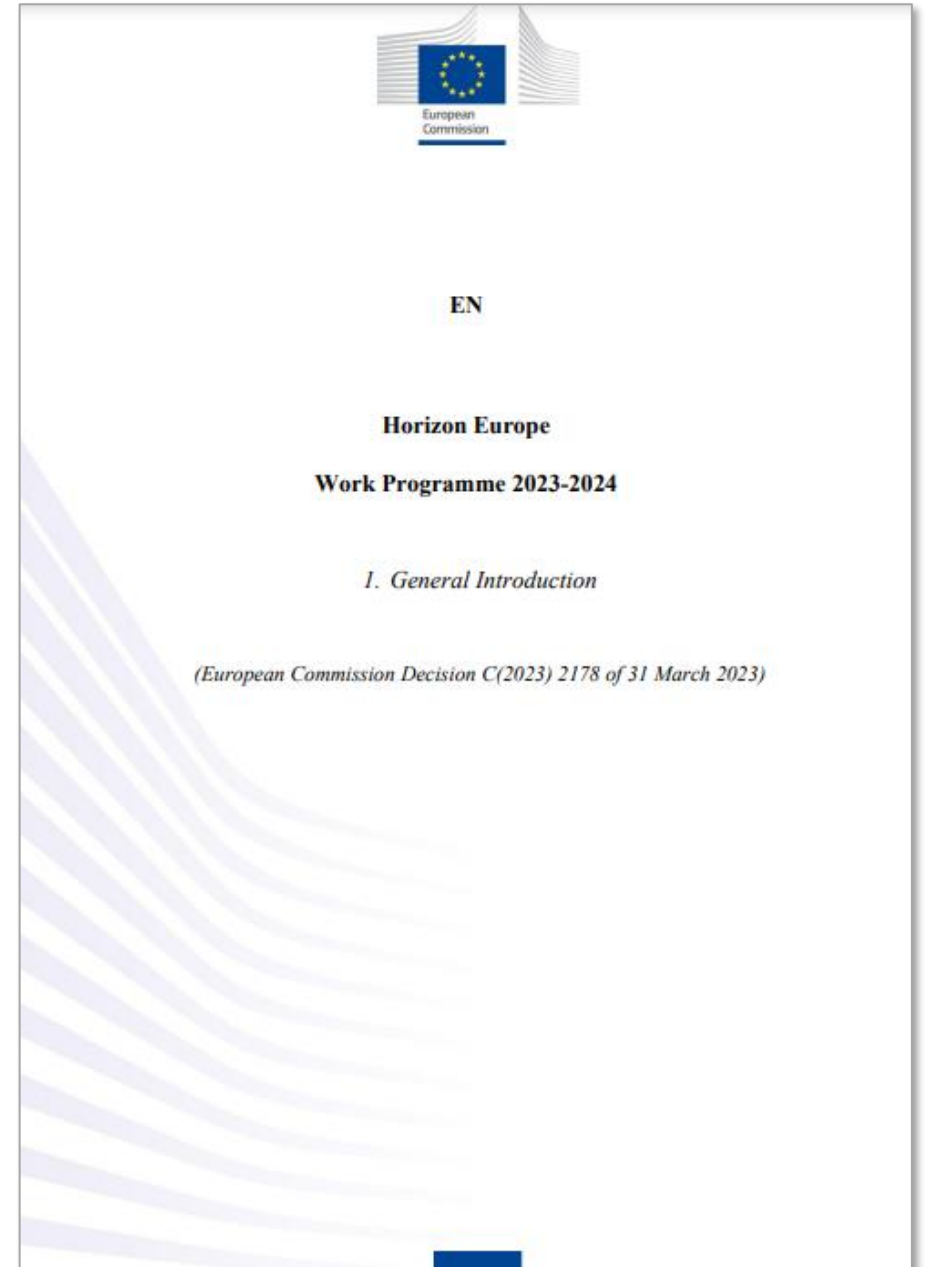 European
Commission
EN
Horizon Europe
Work Programme 2023-2024
1. General Introduction
(European Commission Decision C(2023) 2178 of 31 March 2023)